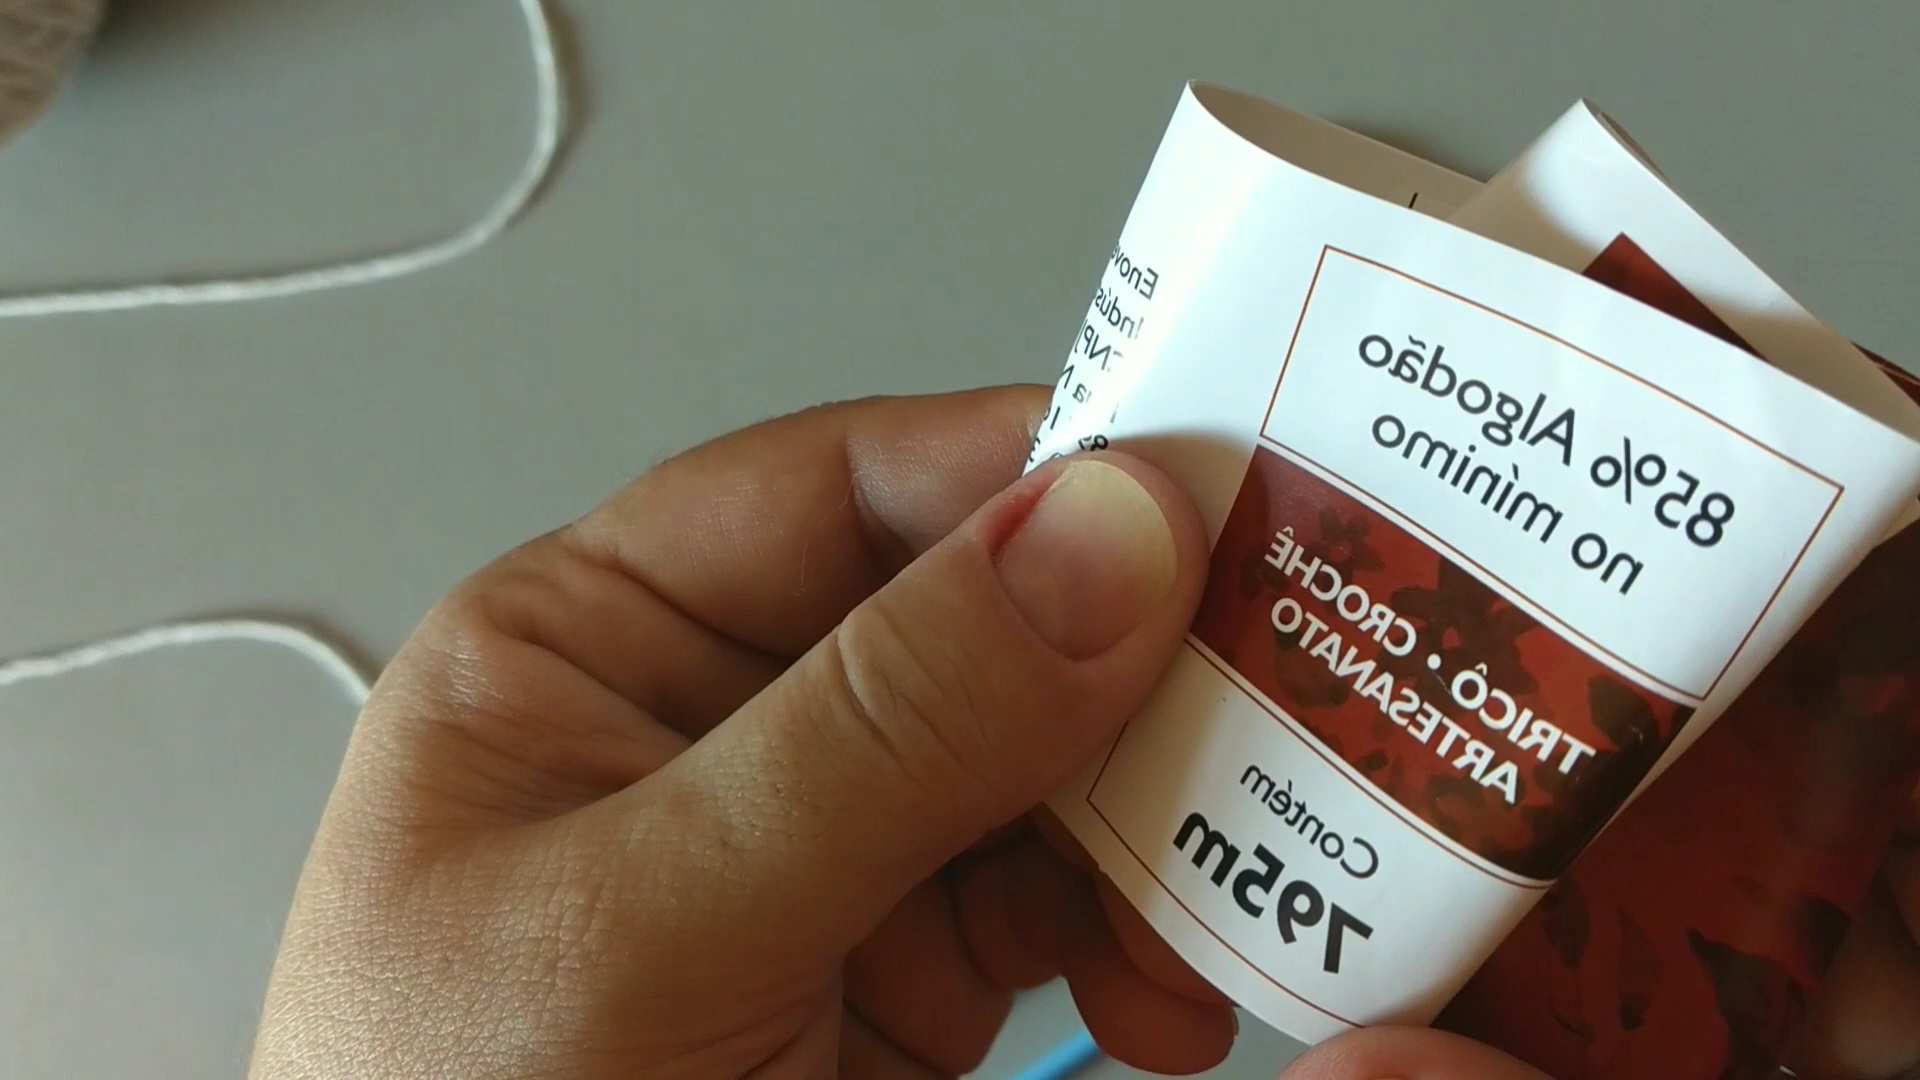 85% Algodão
no mínimo
TRICÔ • CROCHÊ
ARTESANATO
Contém
795m